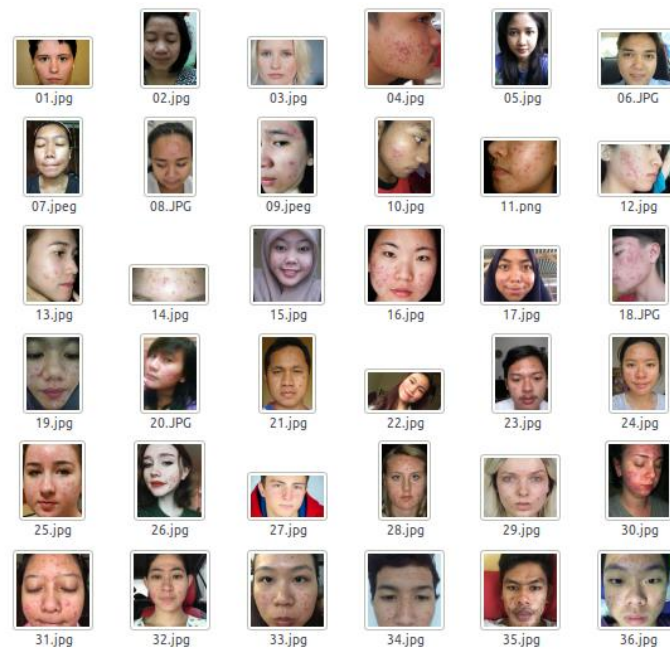 01.jpg 02.jpg 03.jpg 04.jpg 05.jpg 06.JPG
07.jpeg 08.JPG 09.jpeg 10.jpg 11.png 12.jpg
13.jpg 14.jpg 15.jpg 16.jpg 17.jpg 18.JPG
19.jpg 20.JPG 21.jpg 22.jpg 23.jpg 24.jpg
25.jpg 26.jpg 27.jpg 28.jpg 29.jpg 30.jpg
31.jpg 32.jpg 33.jpg 34.jpg 35.jpg 36.jpg